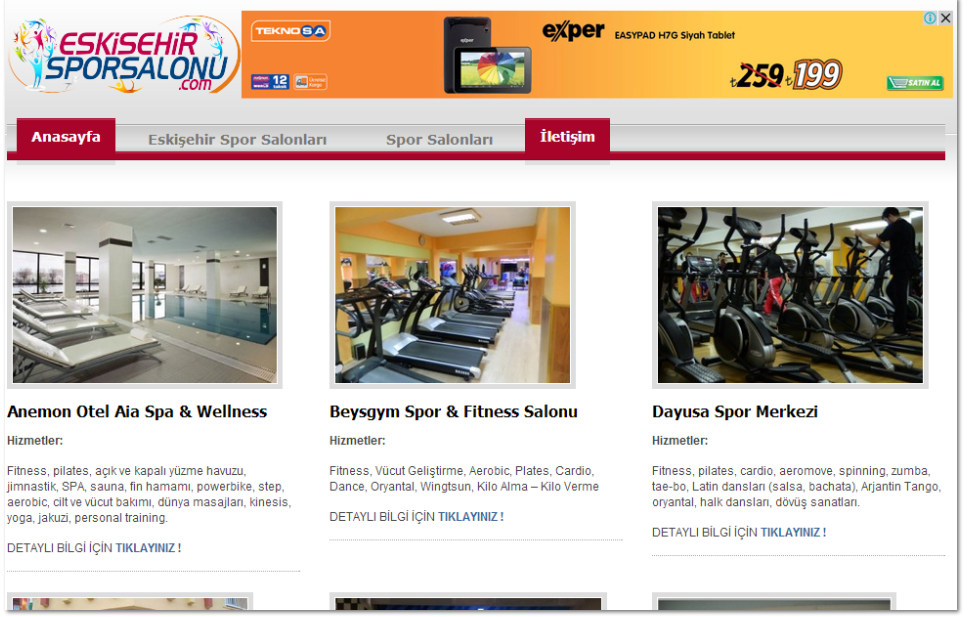 ESKiSEHiR
SPORSALONU
.com
TEKNOSA
12
exper
EASYPAD H7G Siyah Tablet
₺259 ₺199
SATIN AL
Anasayfa
Eskişehir Spor Salonları
Spor Salonları
İletişim
Anemon Otel Aia Spa & Wellness
Hizmetler:
Fitness, pilates, açık ve kapalı yüzme havuzu,
jimnastik, SPA, sauna, fin hamamı, powerbike, step,
aerobic, cilt ve vücut bakımı, dünya masajları, kinesis,
yoga, jakuzi, personal training.
DETAYLI BİLGİ İÇİN TIKLAYINIZ !
Beysgym Spor & Fitness Salonu
Hizmetler:
Fitness, Vücut Geliştirme, Aerobic, Plates, Cardio,
Dance, Oryantal, Wingtsun, Kilo Alma – Kilo Verme
DETAYLI BİLGİ İÇİN TIKLAYINIZ !
Dayusa Spor Merkezi
Hizmetler:
Fitness, pilates, cardio, aeromove, spinning, zumba,
tae-bo, Latin dansları (salsa, bachata), Arjantin Tango,
oryantal, halk dansları, dövüş sanatları.
DETAYLI BİLGİ İÇİN TIKLAYINIZ !